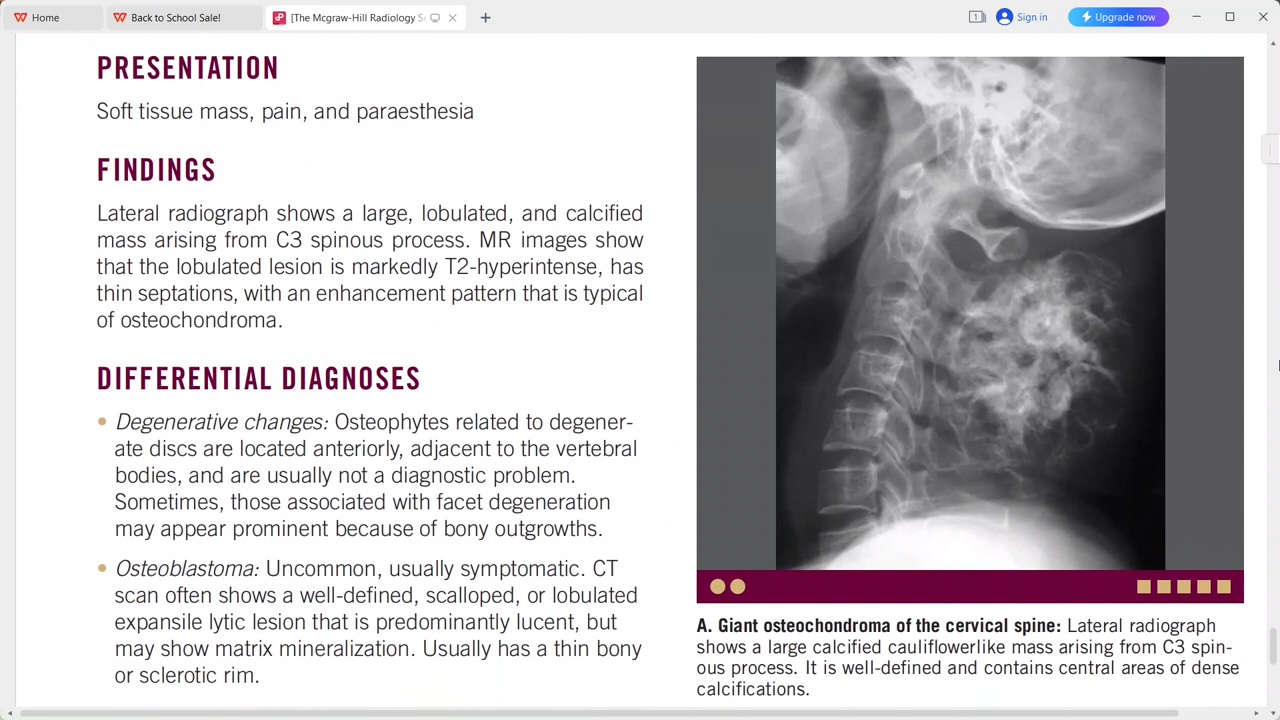 Home
Back to School Sale!
[The Mcgraw-Hill Radiology S
1
Sign in
Upgrade now
PRESENTATION
Soft tissue mass, pain, and paraesthesia
FINDINGS
Lateral radiograph shows a large, lobulated, and calcified
mass arising from C3 spinous process. MR images show
that the lobulated lesion is markedly T2-hyperintense, has
thin septations, with an enhancement pattern that is typical
of osteochondroma.
DIFFERENTIAL DIAGNOSES
• Degenerative changes: Osteophytes related to degener-
ate discs are located anteriorly, adjacent to the vertebral
bodies, and are usually not a diagnostic problem.
Sometimes, those associated with facet degeneration
may appear prominent because of bony outgrowths.
• Osteoblastoma: Uncommon, usually symptomatic. CT
scan often shows a well-defined, scalloped, or lobulated
expansile lytic lesion that is predominantly lucent, but
may show matrix mineralization. Usually has a thin bony
or sclerotic rim.
A. Giant osteochondroma of the cervical spine: Lateral radiograph
shows a large calcified cauliflowerlike mass arising from C3 spin-
ous process. It is well-defined and contains central areas of dense
calcifications.